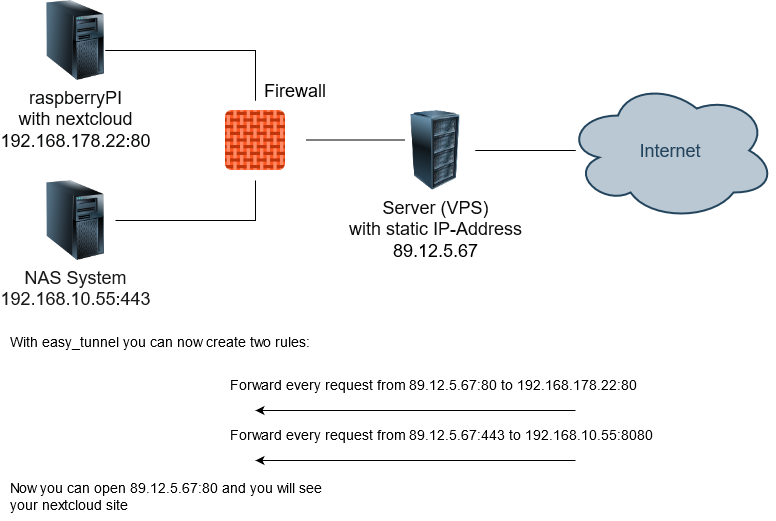 raspberryPI
with nextcloud
192.168.178.22:80
Firewall
Server (VPS)
with static IP-Address
89.12.5.67
Internet
NAS System
192.168.10.55:443
With easy_tunnel you can now create two rules:
Forward every request from 89.12.5.67:80 to 192.168.178.22:80
Forward every request from 89.12.5.67:443 to 192.168.10.55:8080
Now you can open 89.12.5.67:80 and you will see
your nextcloud site